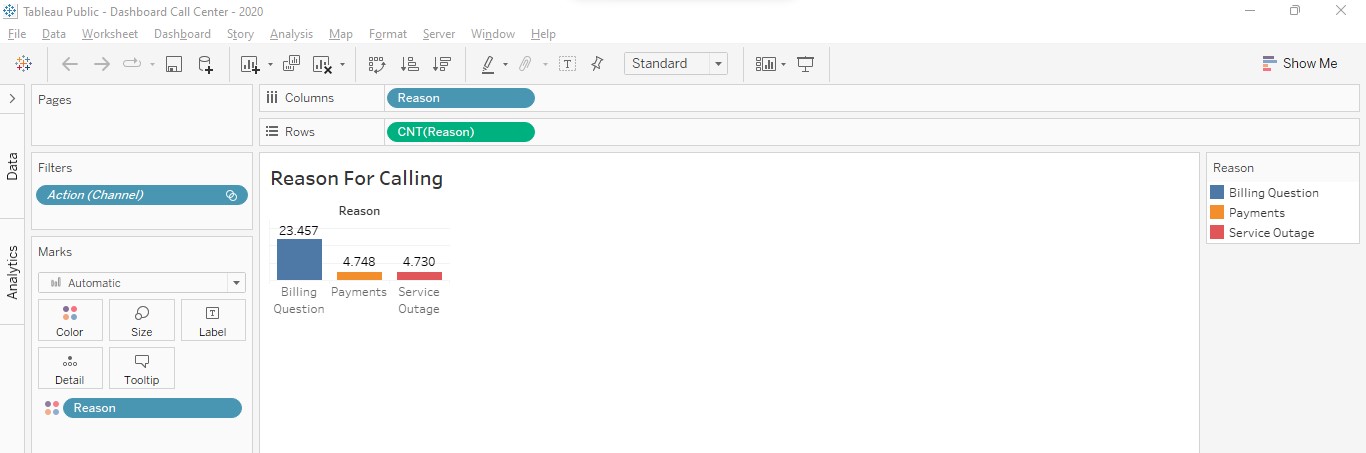 Tableau Public - Dashboard Call Center - 2020
File Data Worksheet Dashboard Story Analysis Map Format Server Window Help
Standard
Show Me
Data
Analytics
Pages
Filters
Action (Channel)
Marks
Automatic
Color Size Label
Detail Tooltip
Reason
Columns Reason
Rows CNT(Reason)
Reason For Calling
Reason
23.457
4.748 4.730
Billing Payments Service
Question Outage
Reason
Billing Question
Payments
Service Outage